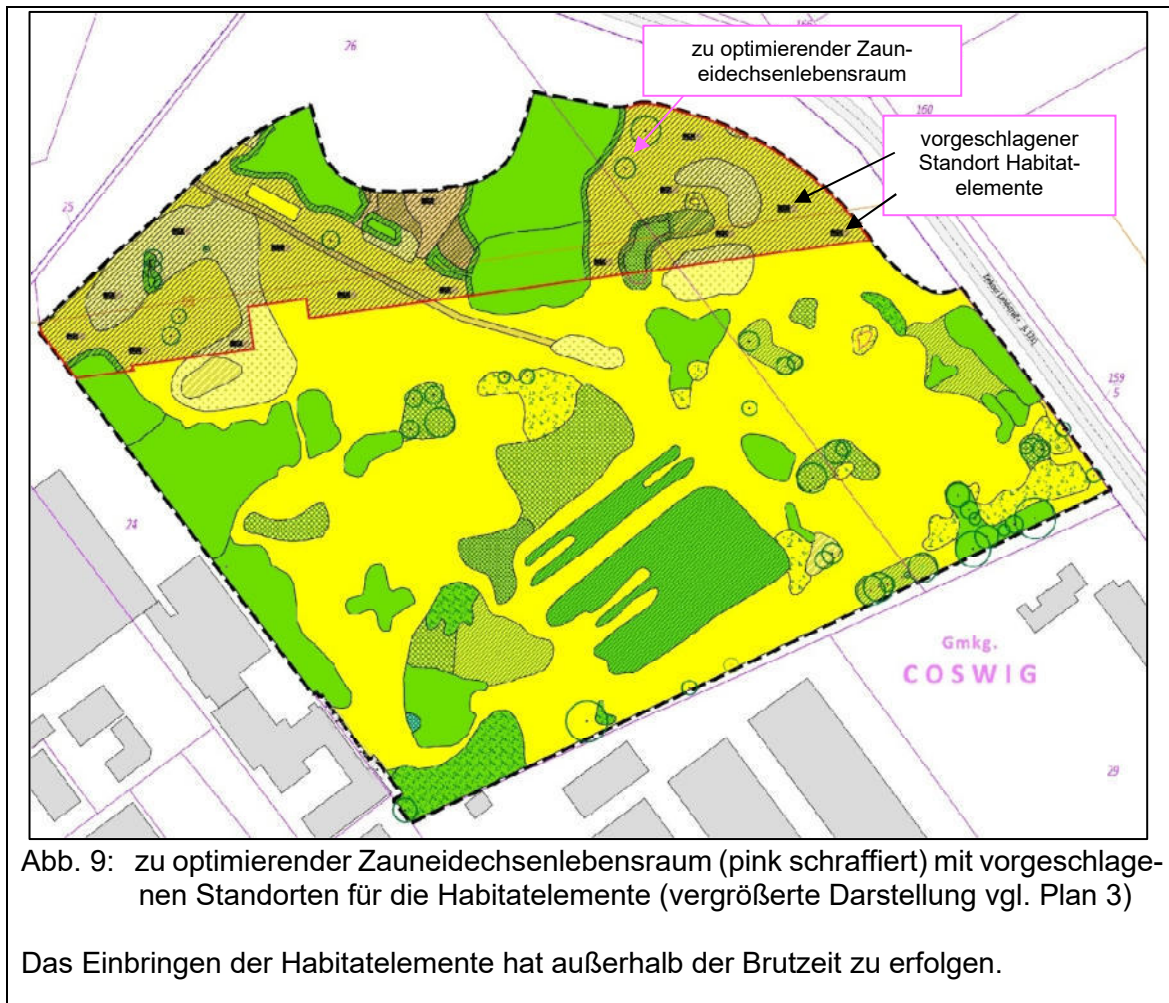 76
zu optimierender Zaun-
eidechsenlebensraum
160
vorgeschlagener
Standort Habitat-
elemente
25
159
5
24
Gmkg.
COSWIG
29
Abb. 9: zu optimierender Zauneidechsenlebensraum (pink schraffiert) mit vorgeschlage-
nen Standorten für die Habitatelemente (vergrößerte Darstellung vgl. Plan 3)
Das Einbringen der Habitatelemente hat außerhalb der Brutzeit zu erfolgen.